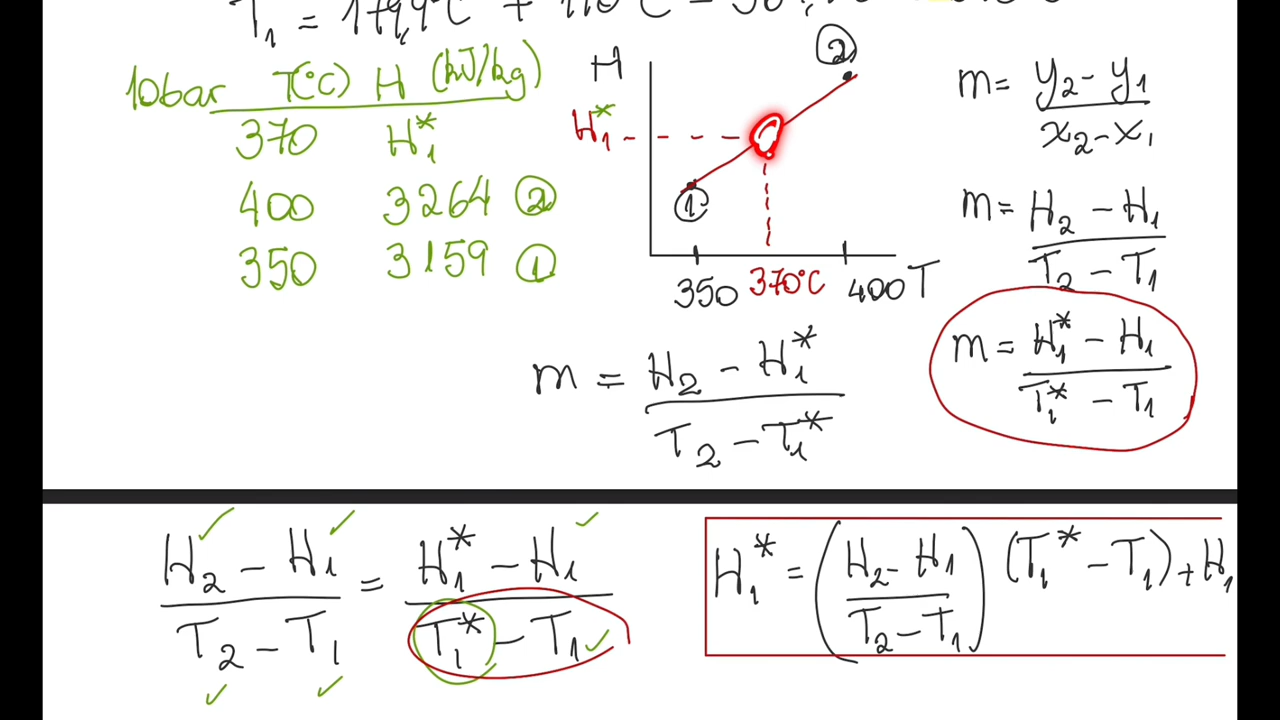 T₁ =
10bar T(°C) H (kJ/kg)
370 H₁*
400 3264 ②
350 3159 ①
H
②
H₁*
①
350 370°C 400 T
m = (y₂ - y₁) / (x₂ - x₁)
m = (H₂ - H₁) / (T₂ - T₁)
m = (H₁* - H₁) / (T₁* - T₁)
m = (H₂ - H₁*) / (T₂ - T₁*)
(H₂ - H₁) / (T₂ - T₁) = (H₁* - H₁) / (T₁* - T₁)
H₁* = ((H₂ - H₁) / (T₂ - T₁)) (T₁* - T₁) + H₁